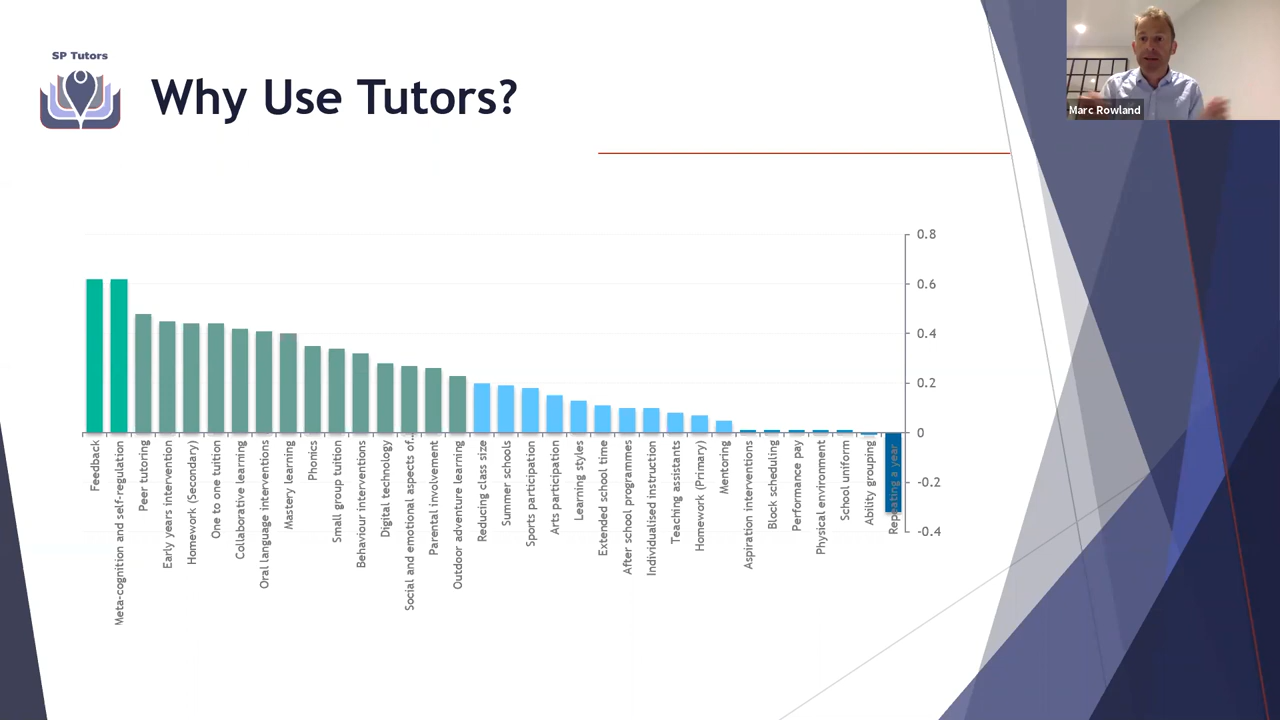 SP Tutors
Why Use Tutors?
Marc Rowland
0.8
0.6
0.4
0.2
0
-0.2
-0.4
Feedback
Meta-cognition and self-regulation
Peer tutoring
Early years intervention
Homework (Secondary)
One to one tuition
Collaborative learning
Oral language interventions
Mastery learning
Phonics
Small group tuition
Behaviour interventions
Digital technology
Social and emotional aspects of…
Parental involvement
Outdoor adventure learning
Reducing class size
Summer schools
Sports participation
Arts participation
Learning styles
Extended school time
After school programmes
Individualised instruction
Teaching assistants
Homework (Primary)
Mentoring
Aspiration interventions
Block scheduling
Performance pay
Physical environment
School uniform
Ability grouping
Repeating a year